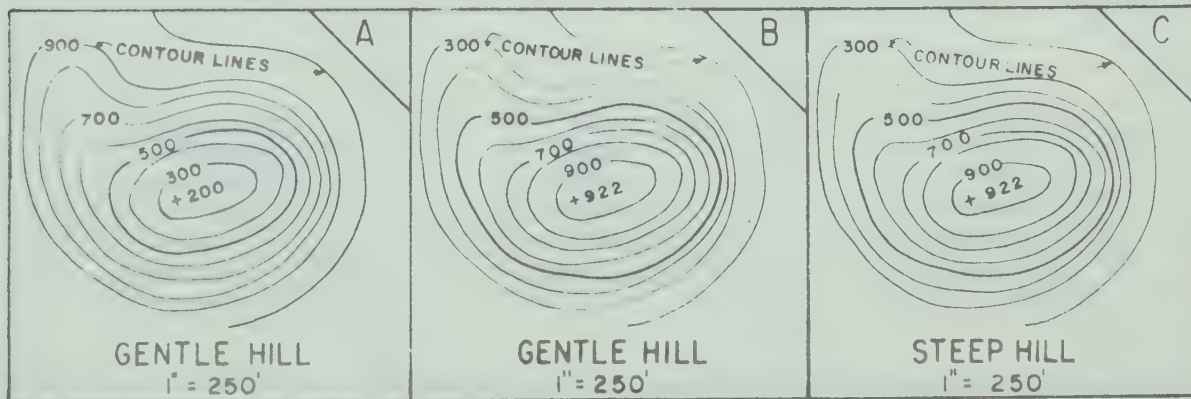 A
900
CONTOUR LINES
700
500
300
+ 200
GENTLE HILL
1" = 250'
B
300
CONTOUR LINES
500
700
900
+ 922
GENTLE HILL
1" = 250'
C
300
CONTOUR LINES
500
700
900
+ 922
STEEP HILL
1" = 250'